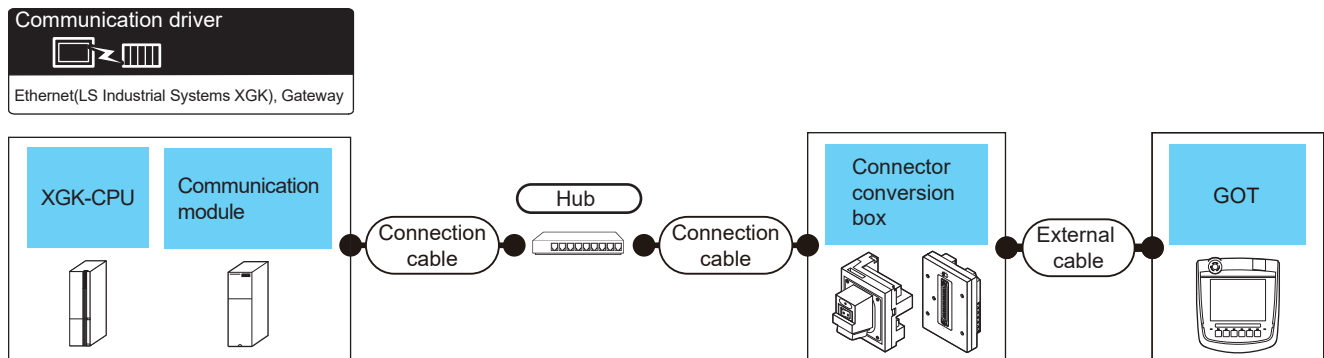 Communication driver
Ethernet(LS Industrial Systems XGK), Gateway
XGK-CPU
Communication
module
Connection
cable
Hub
Connection
cable
Connector
conversion
box
External
cable
GOT